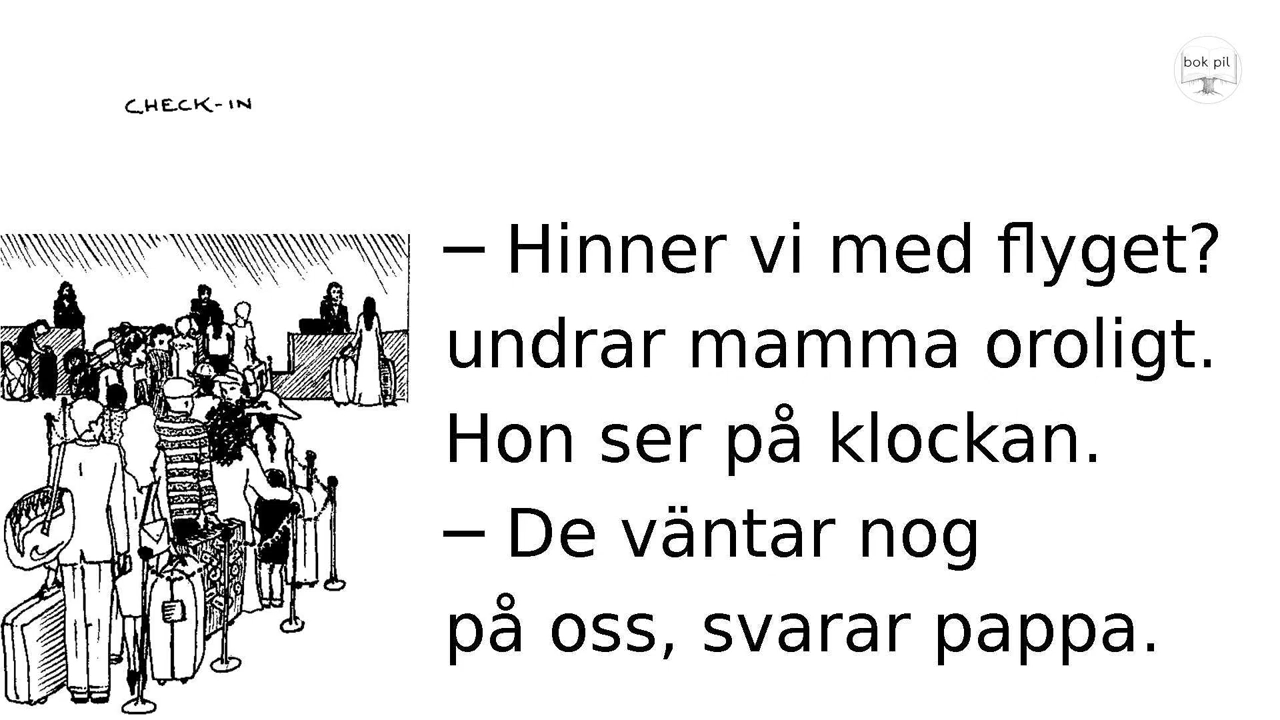 CHECK-IN
bok pil
– Hinner vi med flyget?
undrar mamma oroligt.
Hon ser på klockan.
– De väntar nog
på oss, svarar pappa.